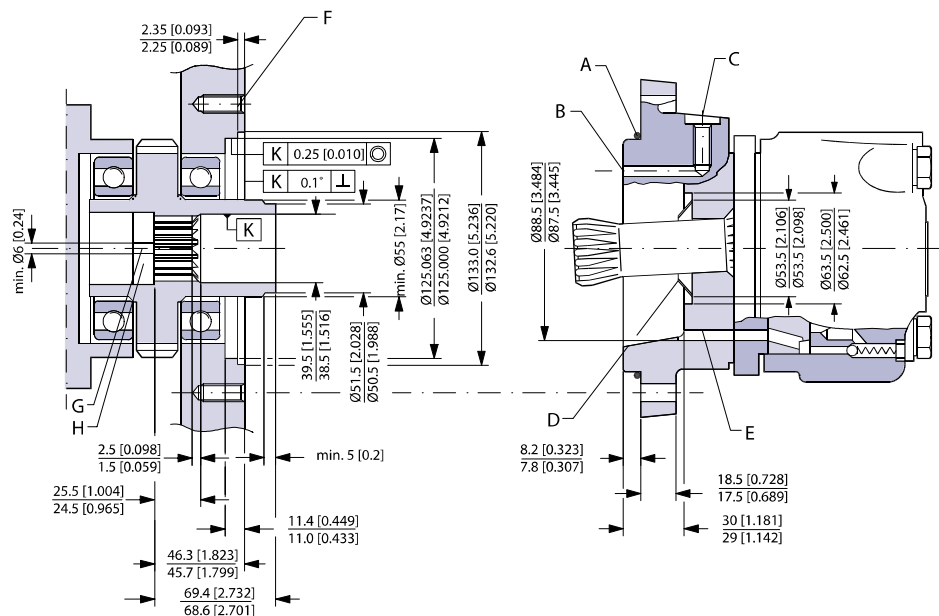 2.35 [0.093]
2.25 [0.089]
F
K 0.25 [0.010] ◎
K 0.1° ⊥
K
min. Ø6 [0.24]
min. Ø55 [2.17]
Ø125.063 [4.9237]
Ø125.000 [4.9212]
Ø133.0 [5.236]
Ø132.6 [5.220]
39.5 [1.555]
38.5 [1.516]
Ø51.5 [2.028]
Ø50.5 [1.988]
G
H
2.5 [0.098]
1.5 [0.059]
min. 5 [0.2]
25.5 [1.004]
24.5 [0.965]
11.4 [0.449]
11.0 [0.433]
46.3 [1.823]
45.7 [1.799]
69.4 [2.732]
68.6 [2.701]
A
B
C
Ø88.5 [3.484]
Ø87.5 [3.445]
Ø53.5 [2.106]
Ø53.5 [2.098]
Ø63.5 [2.500]
Ø62.5 [2.461]
D
E
8.2 [0.323]
7.8 [0.307]
18.5 [0.728]
17.5 [0.689]
30 [1.181]
29 [1.142]